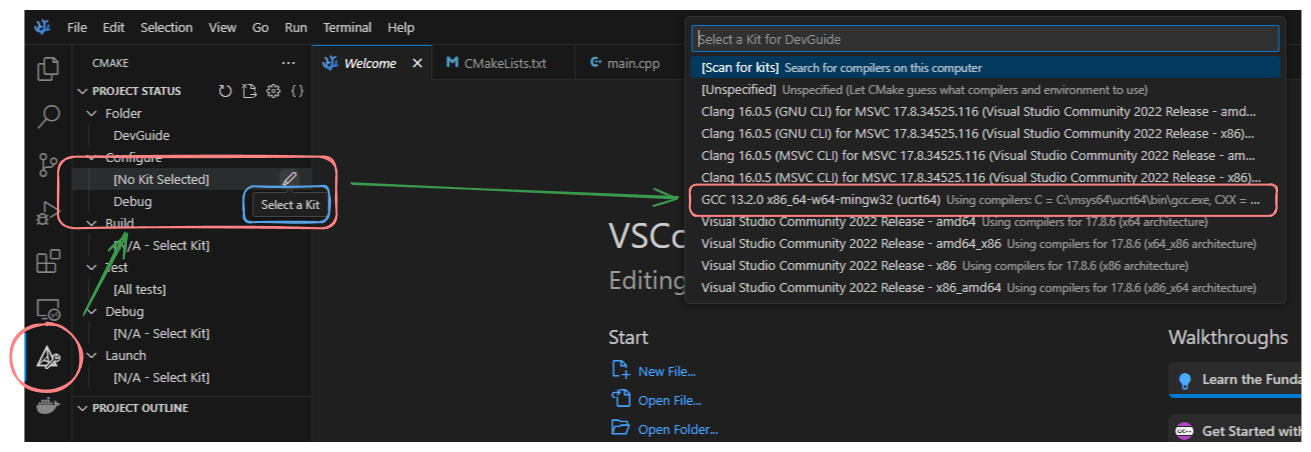 File Edit Selection View Go Run Terminal Help
CMAKE
PROJECT STATUS
Folder
DevGuide
Configure
[No Kit Selected]
Debug
Select a Kit
Build
[N/A - Select Kit]
Test
[All tests]
Debug
[N/A - Select Kit]
Launch
[N/A - Select Kit]
PROJECT OUTLINE
Welcome
CMakeLists.txt
main.cpp
Select a Kit for DevGuide
[Scan for kits] Search for compilers on this computer
[Unspecified] Unspecified (Let CMake guess what compilers and environment to use)
Clang 16.0.5 (GNU CLI) for MSVC 17.8.34525.116 (Visual Studio Community 2022 Release - amd...
Clang 16.0.5 (GNU CLI) for MSVC 17.8.34525.116 (Visual Studio Community 2022 Release - x86)...
Clang 16.0.5 (MSVC CLI) for MSVC 17.8.34525.116 (Visual Studio Community 2022 Release - am...
Clang 16.0.5 (MSVC CLI) for MSVC 17.8.34525.116 (Visual Studio Community 2022 Release - x86)...
GCC 13.2.0 x86_64-w64-mingw32 (ucrt64) Using compilers: C = C:\msys64\ucrt64\bin\gcc.exe, CXX = ...
Visual Studio Community 2022 Release - amd64 Using compilers for 17.8.6 (x64 architecture)
Visual Studio Community 2022 Release - amd64_x86 Using compilers for 17.8.6 (x64_x86 architecture)
Visual Studio Community 2022 Release - x86 Using compilers for 17.8.6 (x86 architecture)
Visual Studio Community 2022 Release - x86_amd64 Using compilers for 17.8.6 (x86_x64 architecture)
VSCo
Editing
Start
New File...
Open File...
Open Folder...
Walkthroughs
Learn the Funda
C/C++
Get Started with